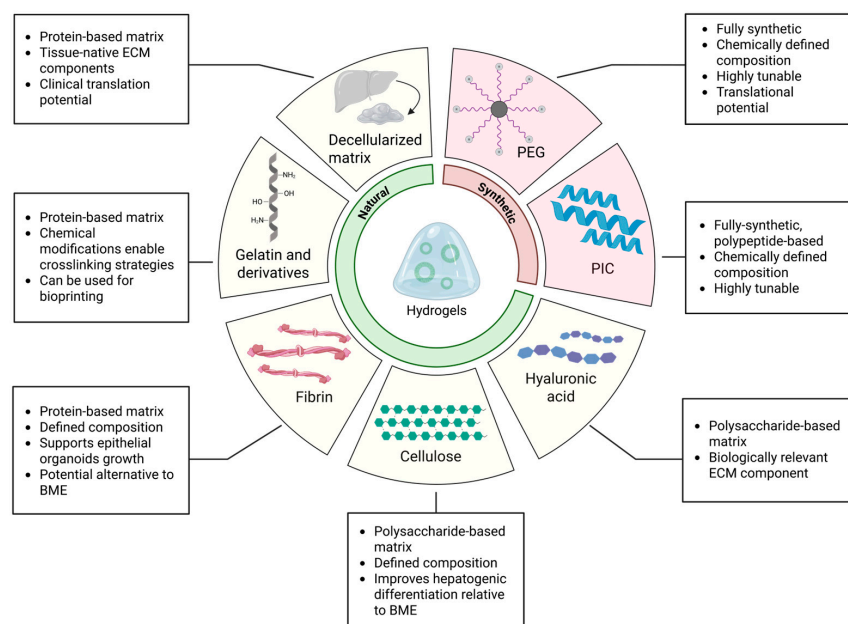 • Protein-based matrix
• Tissue-native ECM
components
• Clinical translation
potential
Decellularized
matrix
PEG
• Fully synthetic
• Chemically defined
composition
• Highly tunable
• Translational
potential
• Protein-based matrix
• Chemical
modifications enable
crosslinking strategies
• Can be used for
bioprinting
NH₂
OH
HO
H₂N
Gelatin and
derivatives
Natural
Synthetic
Hydrogels
PIC
• Fully-synthetic,
polypeptide-based
• Chemically defined
composition
• Highly tunable
• Protein-based matrix
• Defined composition
• Supports epithelial
organoids growth
• Potential alternative to
BME
Fibrin
Cellulose
Hyaluronic
acid
• Polysaccharide-based
matrix
• Biologically relevant
ECM component
• Polysaccharide-based
matrix
• Defined composition
• Improves hepatogenic
differentiation relative
to BME